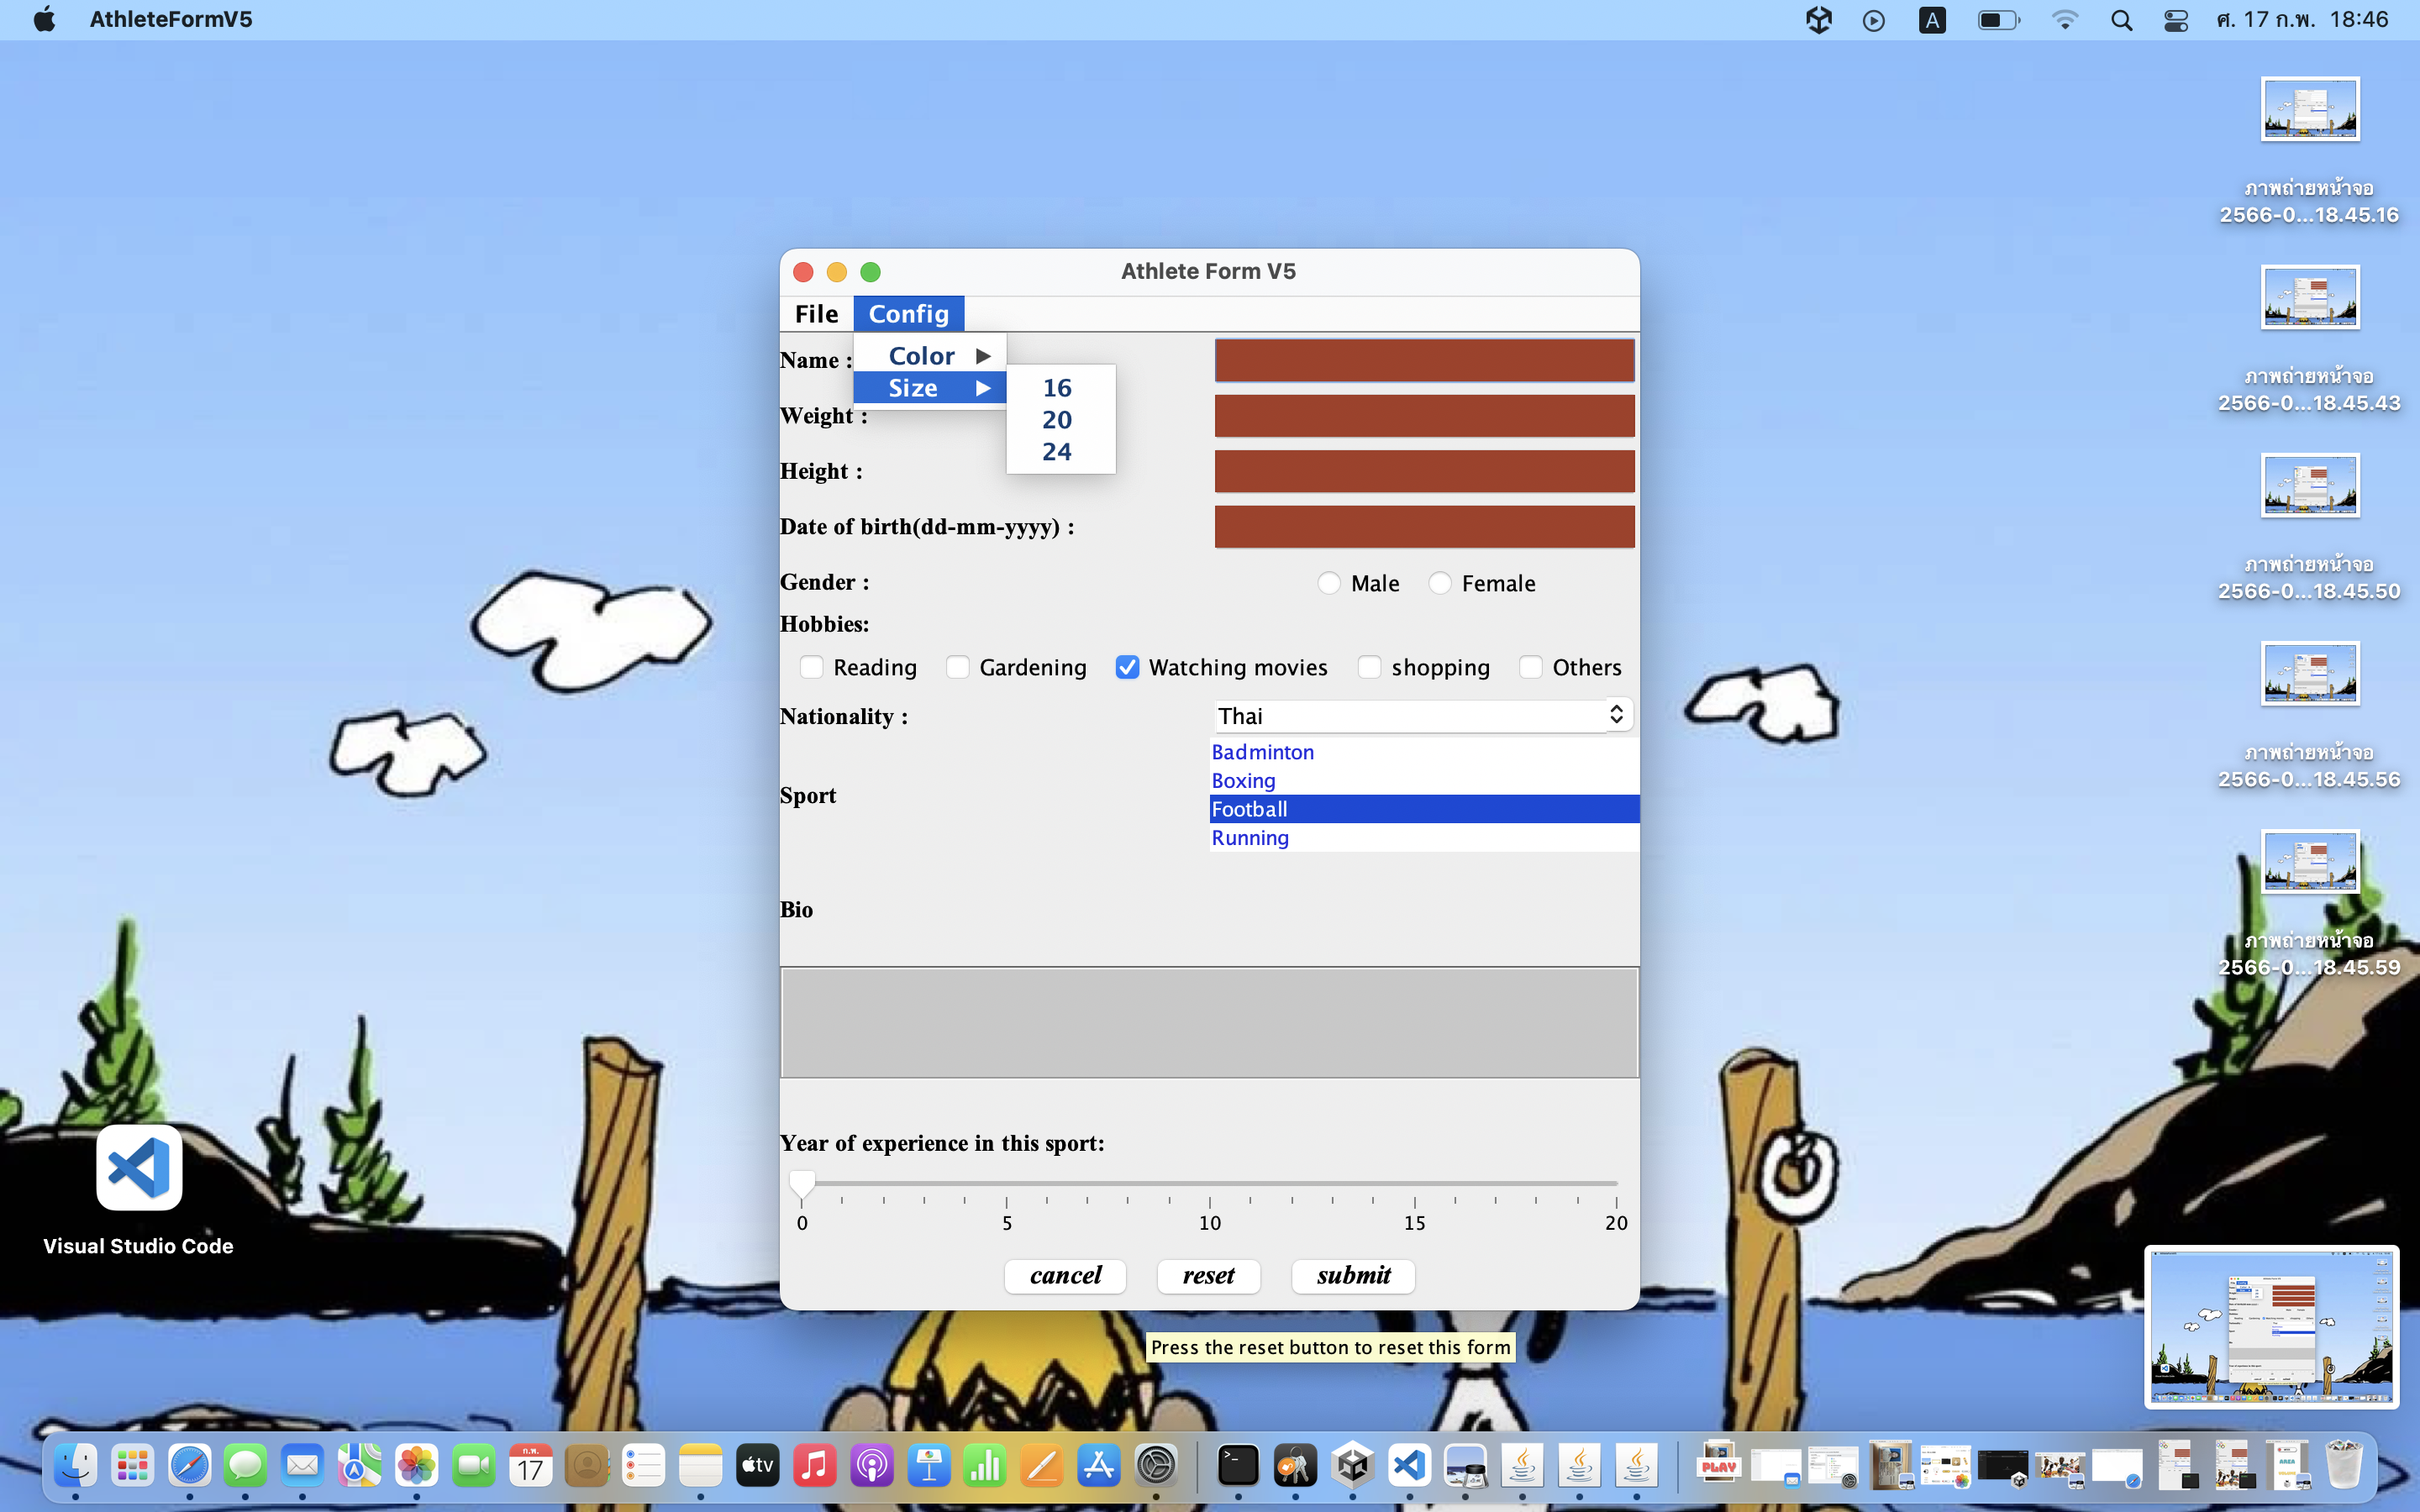 AthleteFormV5
A
ศ. 17 ก.พ. 18:46
ภาพถ่ายหน้าจอ
2566-0...18.45.16
ภาพถ่ายหน้าจอ
2566-0...18.45.43
ภาพถ่ายหน้าจอ
2566-0...18.45.50
ภาพถ่ายหน้าจอ
2566-0...18.45.56
ภาพถ่ายหน้าจอ
2566-0...18.45.59
Athlete Form V5
File Config
Color
Size
16
20
24
Name :
Weight :
Height :
Date of birth(dd-mm-yyyy) :
Gender : Male Female
Hobbies:
Reading Gardening Watching movies shopping Others
Nationality : Thai
Sport
Badminton
Boxing
Football
Running
Bio
Year of experience in this sport:
0 5 10 15 20
cancel reset submit
Press the reset button to reset this form
Visual Studio Code
ก.พ.
17
tv
PLAY